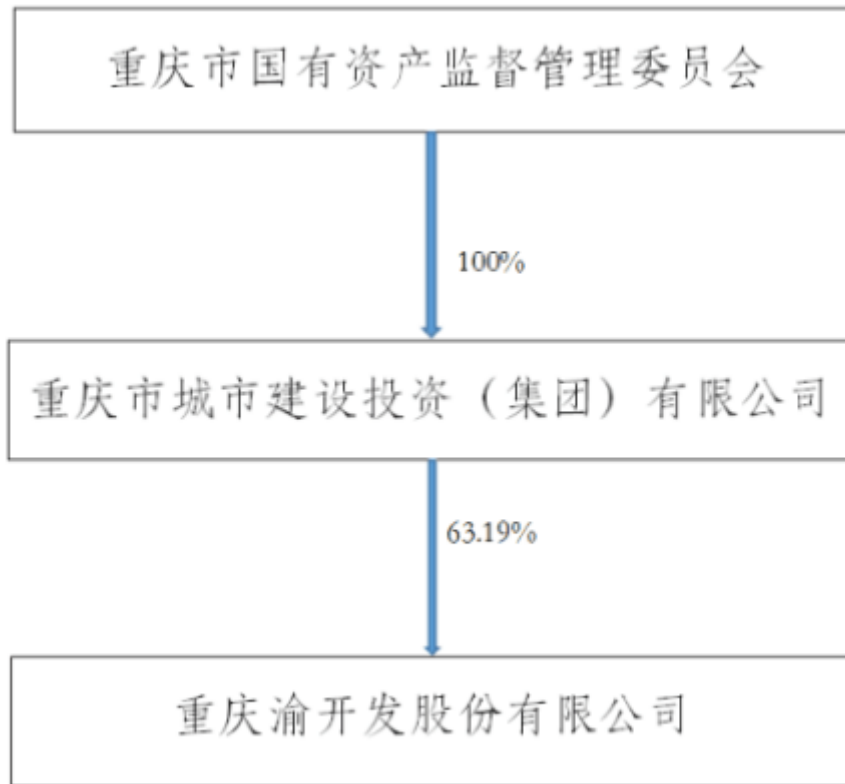 重庆市国有资产监督管理委员会
100%
重庆市城市建设投资（集团）有限公司
63.19%
重庆渝开发股份有限公司